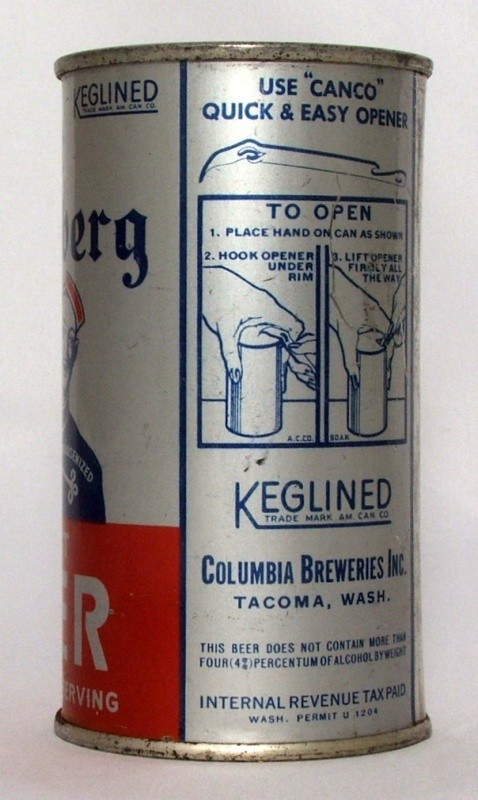 KEGLINED
TRADE MARK AM. CAN CO.
berg
ER
SERVING
USE "CANCO"
QUICK & EASY OPENER
TO OPEN
1. PLACE HAND ON CAN AS SHOWN
2. HOOK OPENER
UNDER
RIM
3. LIFT OPENER
FIRMLY ALL
THE WAY
A.C.CO.
KEGLINED
TRADE MARK AM. CAN CO.
COLUMBIA BREWERIES INC.
TACOMA, WASH.
THIS BEER DOES NOT CONTAIN MORE THAN
FOUR (4%) PERCENTUM OF ALCOHOL BY WEIGHT
INTERNAL REVENUE TAX PAID
WASH. PERMIT U 1204